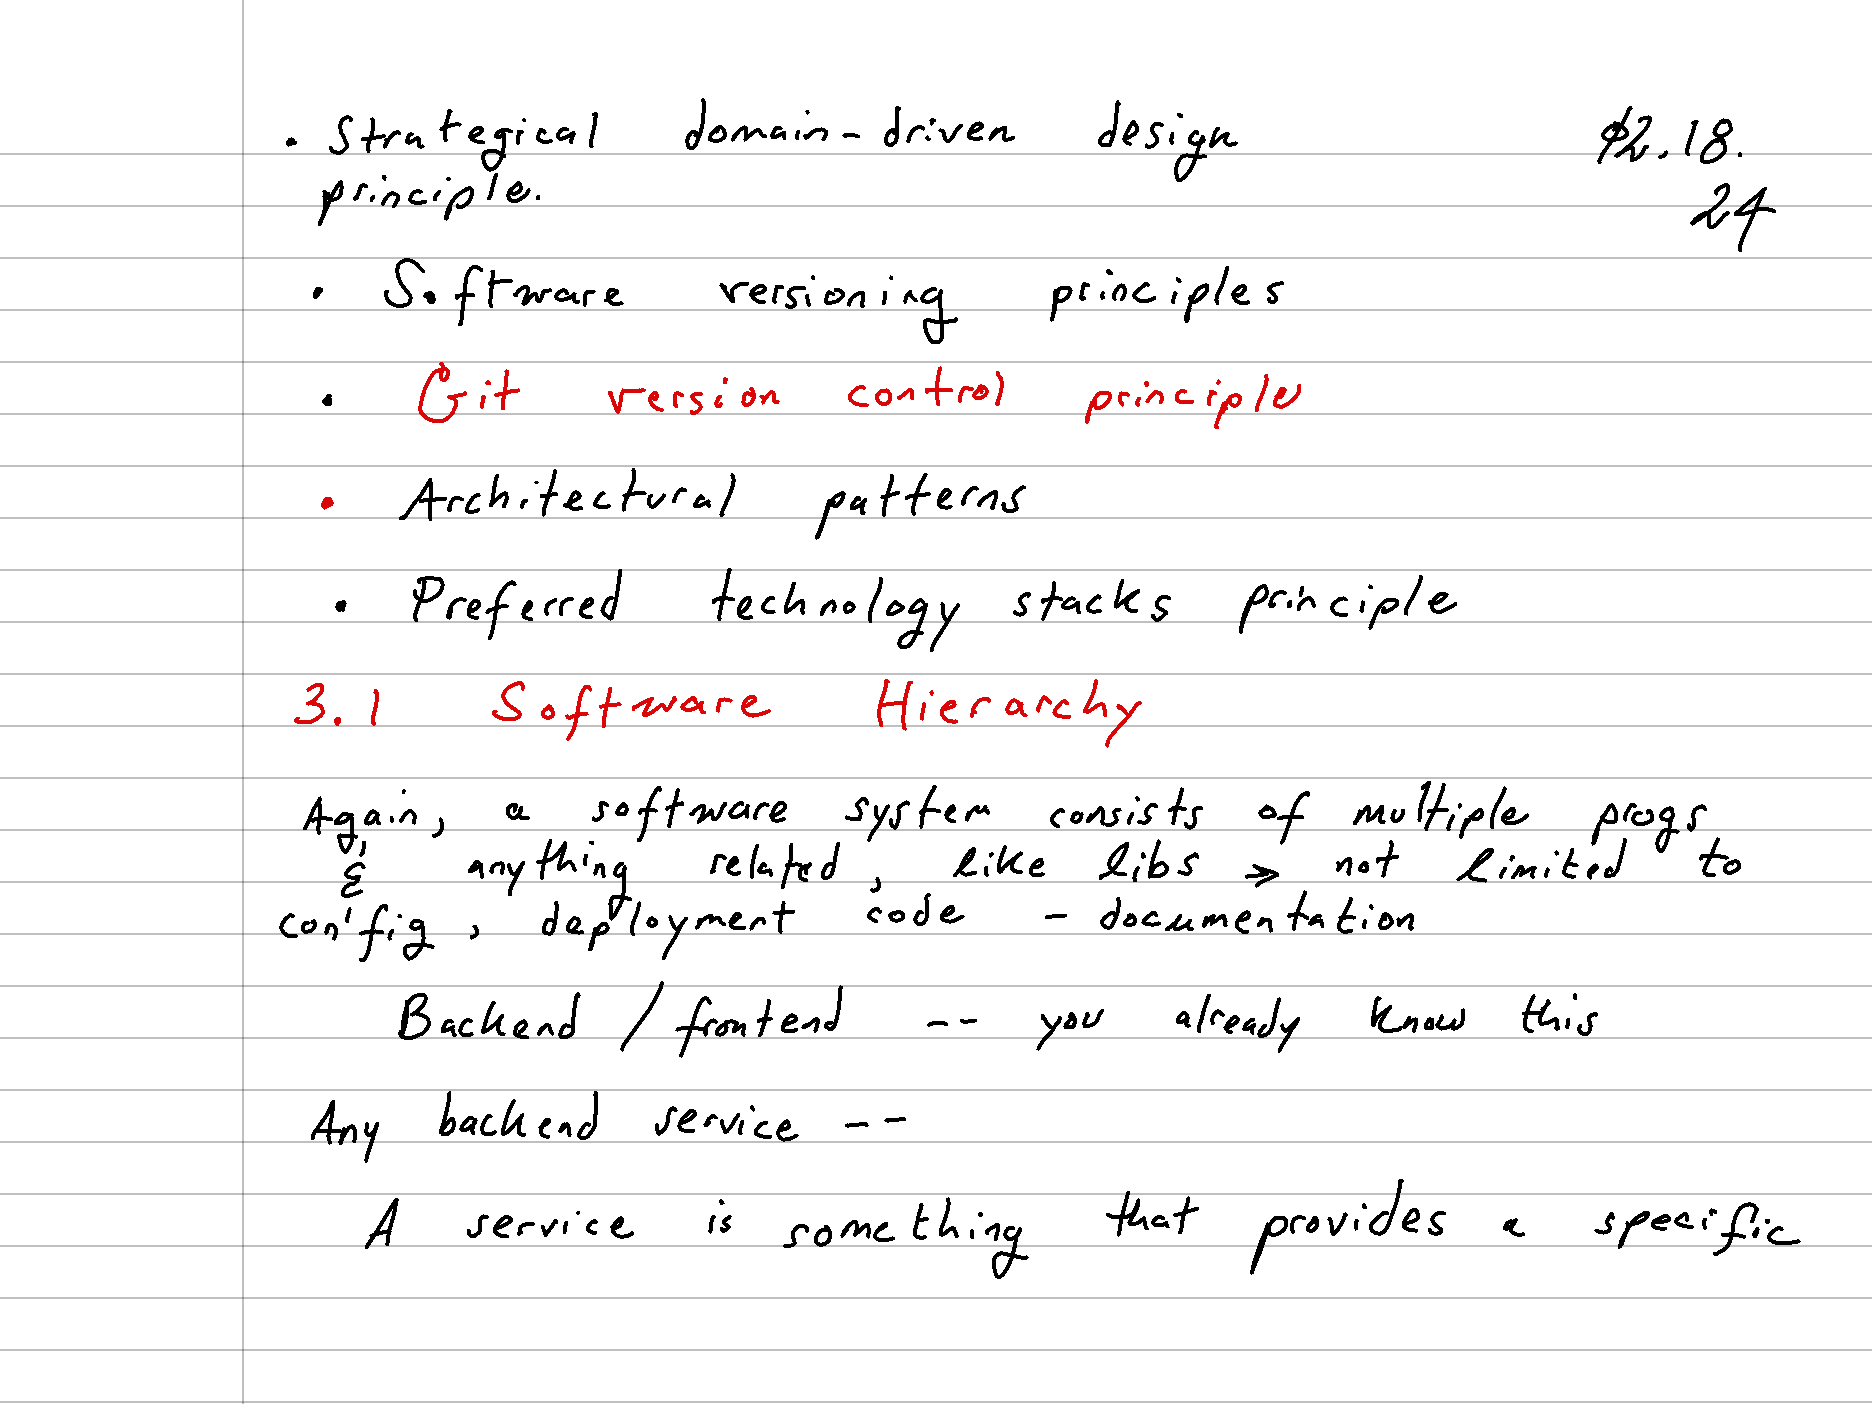 • Strategical domain-driven design
principle.
02.18.
24
• Software versioning principles
• Git version control principle
• Architectural patterns
• Preferred technology stacks principle
3.1 Software Hierarchy
Again, a software system consists of multiple progs
& anything related, like libs > not limited to
config, deployment code - documentation
Backend / frontend -- you already know this
Any backend service --
A service is something that provides a specific